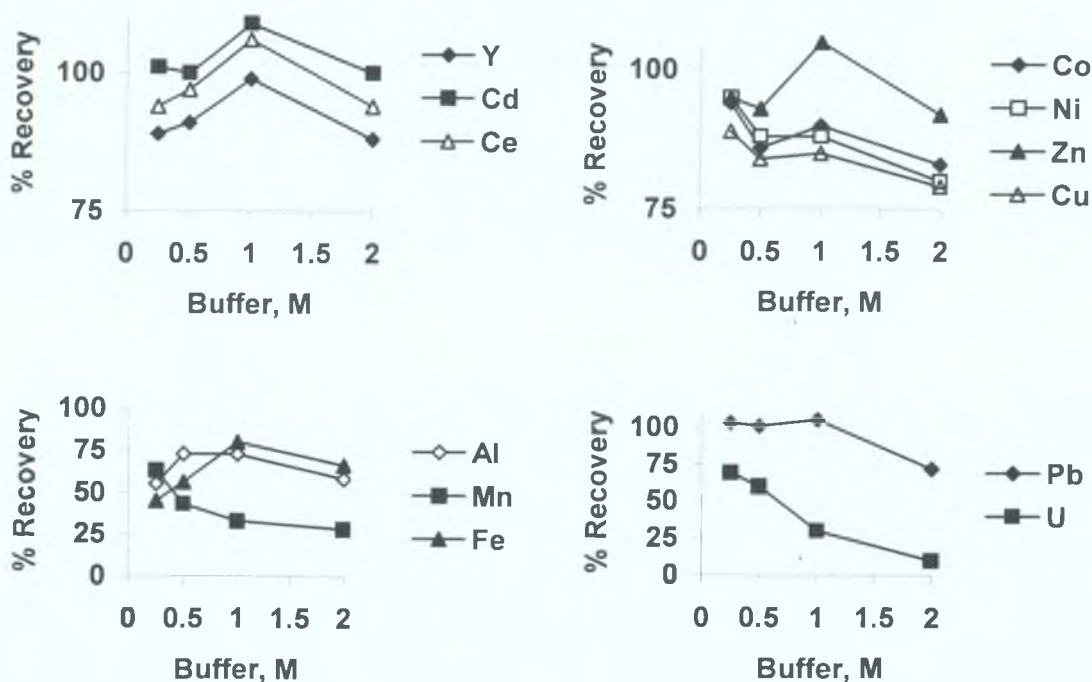 % Recovery
100
75
0 0.5 1 1.5 2
Buffer, M
Y
Cd
Ce
% Recovery
100
75
0 0.5 1 1.5 2
Buffer, M
Co
Ni
Zn
Cu
% Recovery
100
75
50
25
0
0 0.5 1 1.5 2
Buffer, M
Al
Mn
Fe
% Recovery
100
75
50
25
0
0 0.5 1 1.5 2
Buffer, M
Pb
U